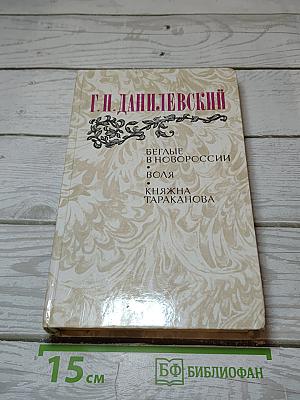 Г.П. ДАНИЛЕВСКИЙ
БЕГЛЫЕ
В НОВОРОССИИ
•
ВОЛЯ
•
КНЯЖНА
ТАРАКАНОВА
15 см
БФ БИБЛИОФАН